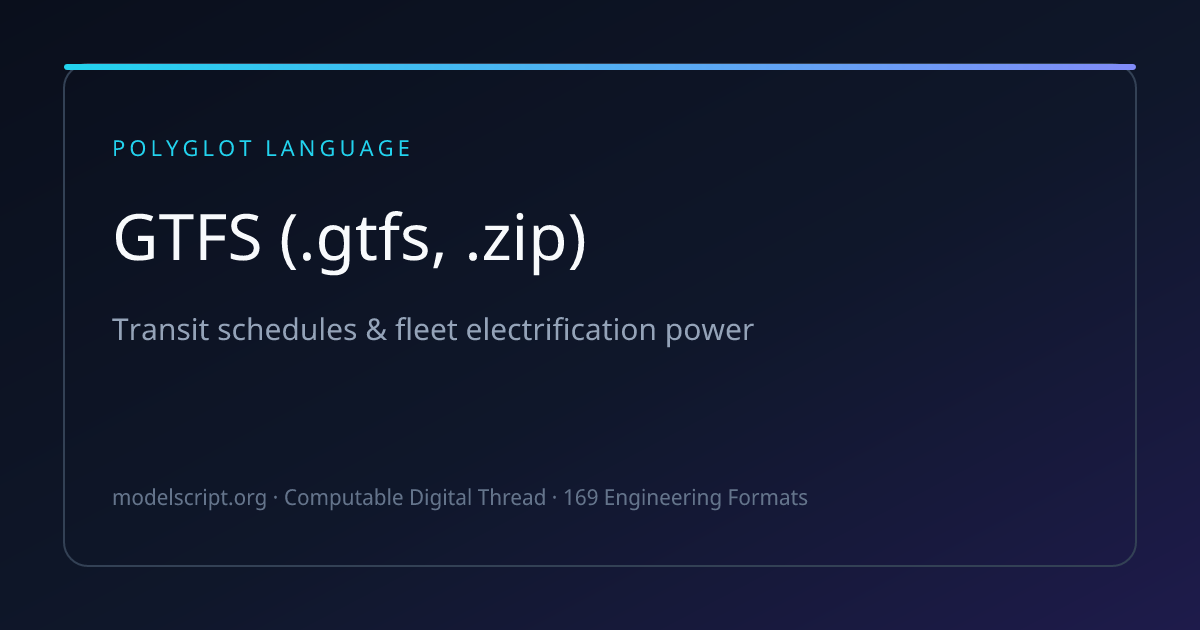 POLYGLOT LANGUAGE
GTFS (.gtfs, .zip)
Transit schedules & fleet electrification power
modelscript.org · Computable Digital Thread · 169 Engineering Formats